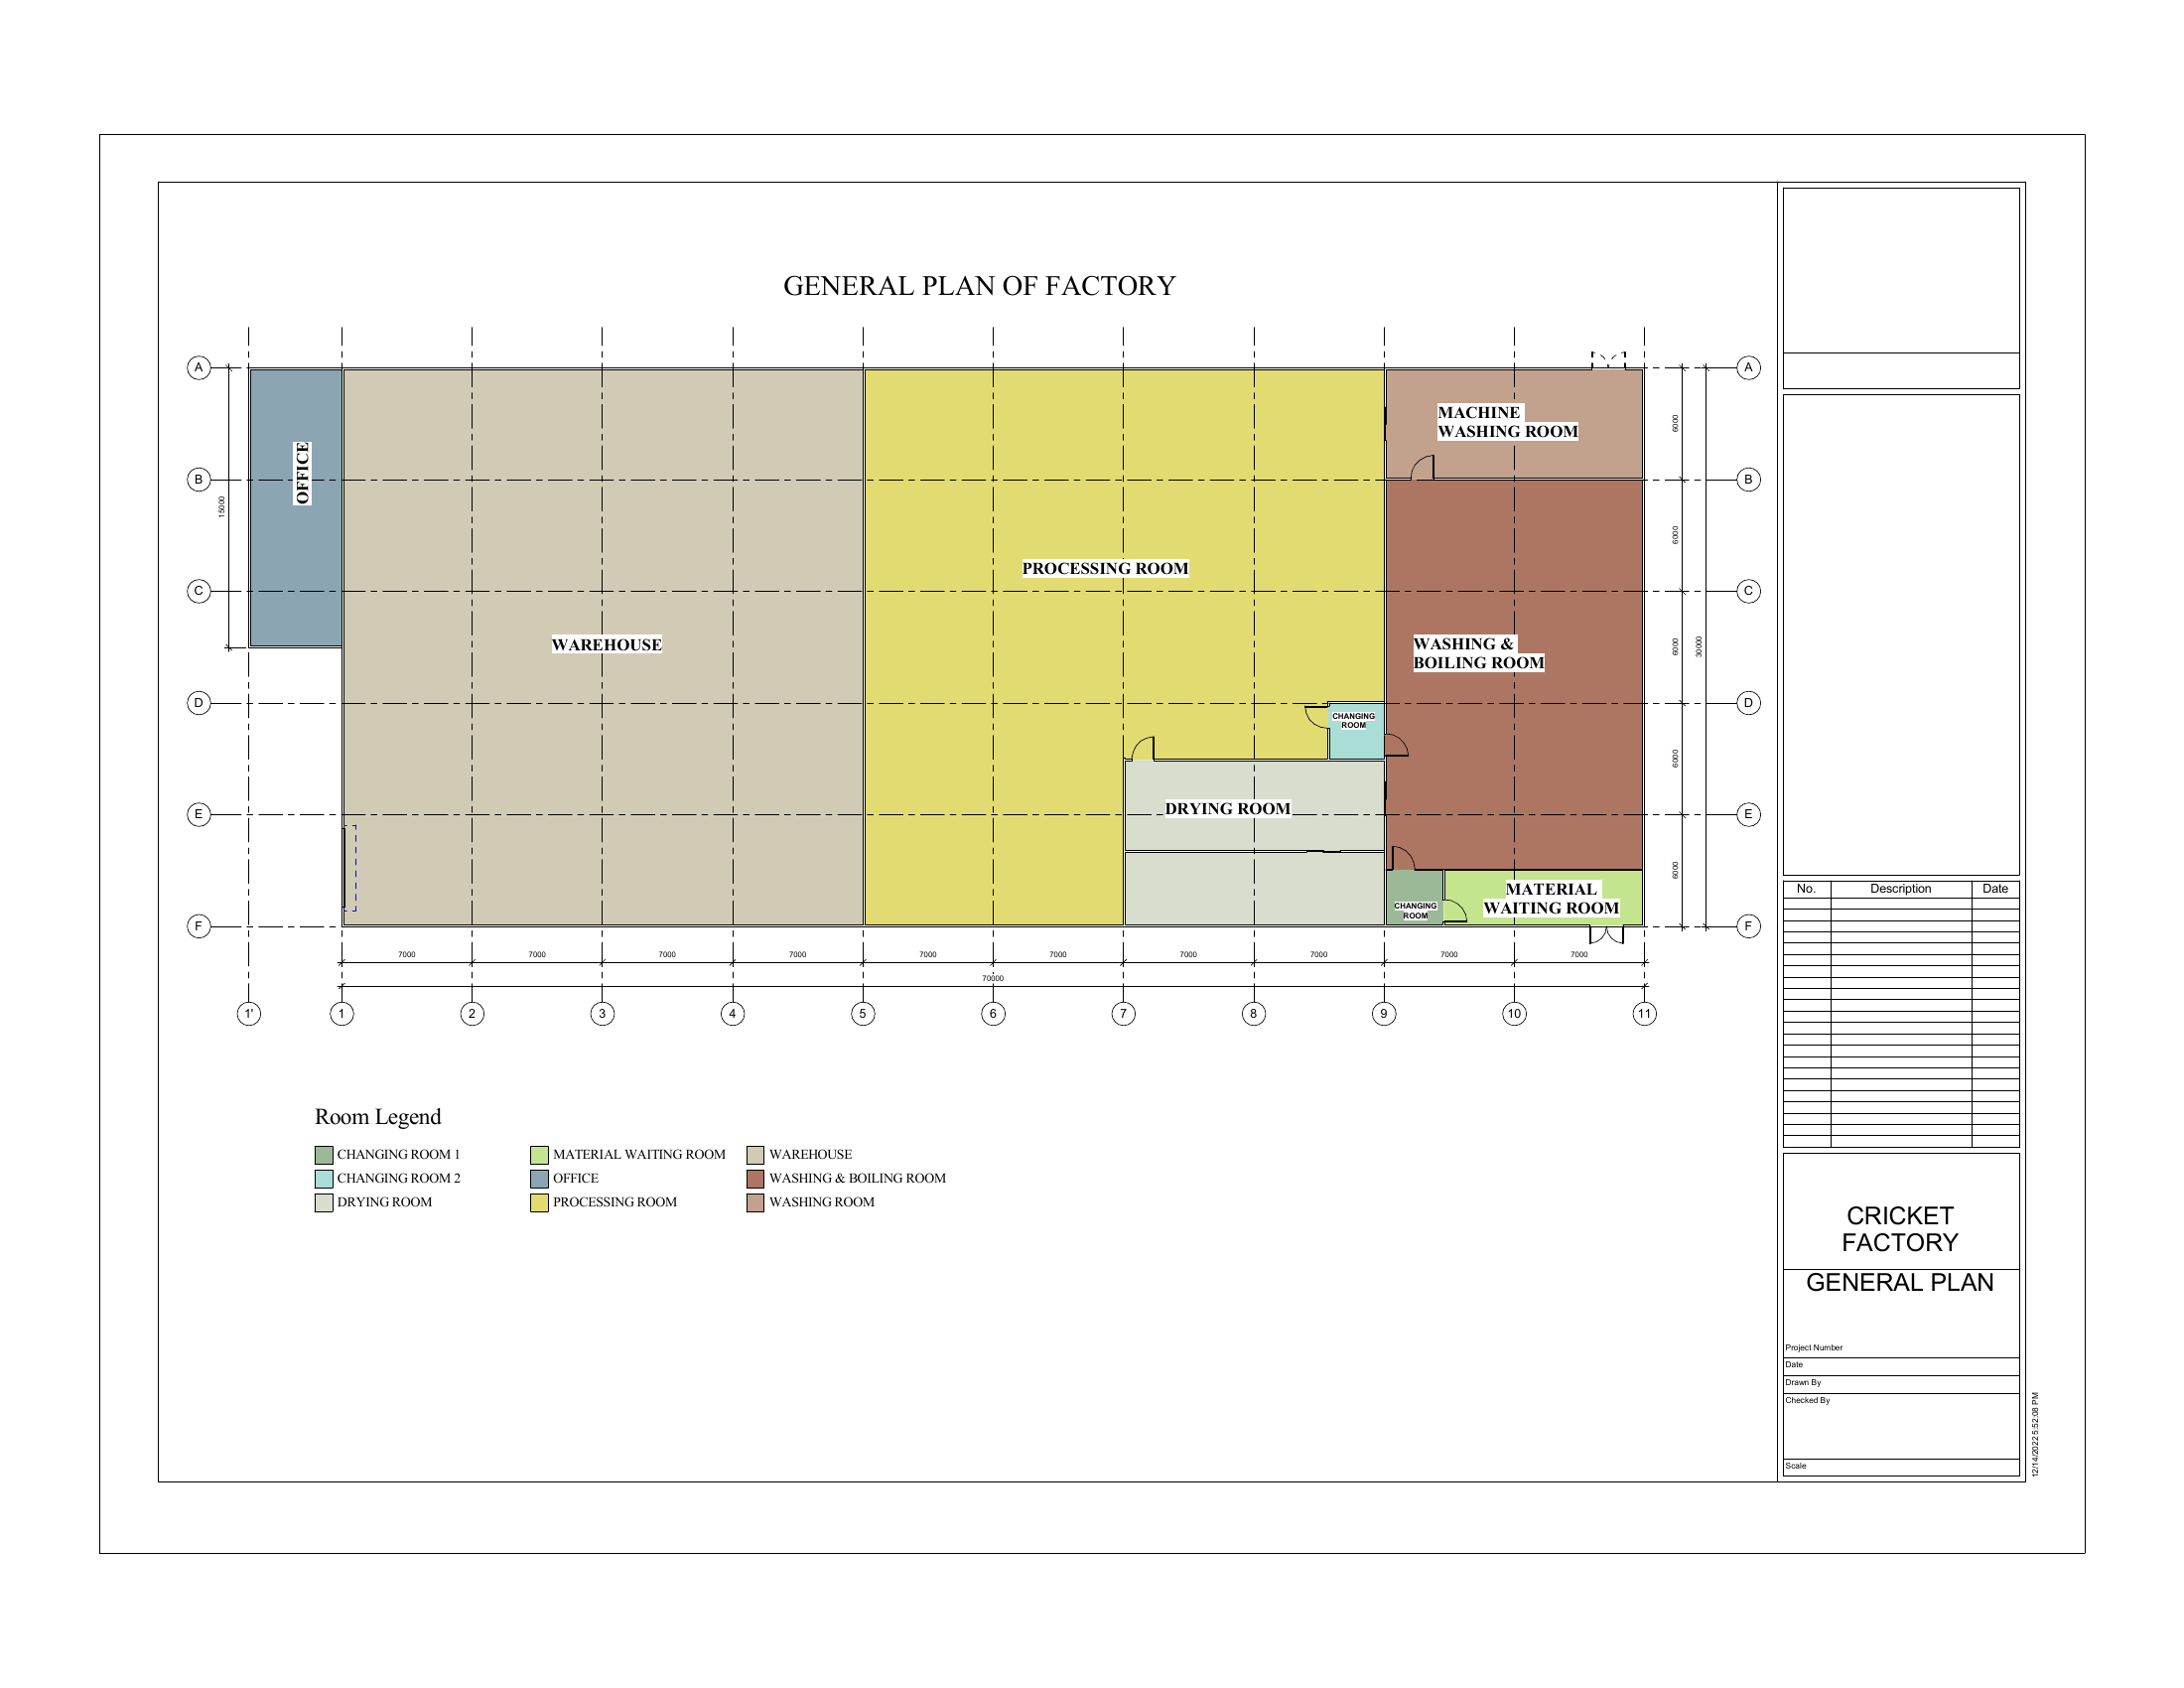 GENERAL PLAN OF FACTORY
A
A
B
B
C
C
D
D
E
E
F
F
15000
6000
6000
6000
6000
6000
30000
OFFICE
WAREHOUSE
PROCESSING ROOM
MACHINE
WASHING ROOM
WASHING &
BOILING ROOM
CHANGING
ROOM
DRYING ROOM
CHANGING
ROOM
MATERIAL
WAITING ROOM
7000 7000 7000 7000 7000 7000 7000 7000 7000 7000
70000
1' 1 2 3 4 5 6 7 8 9 10 11
Room Legend
CHANGING ROOM 1
CHANGING ROOM 2
DRYING ROOM
MATERIAL WAITING ROOM
OFFICE
PROCESSING ROOM
WAREHOUSE
WASHING & BOILING ROOM
WASHING ROOM
No. Description Date
CRICKET
FACTORY
GENERAL PLAN
Project Number
Date
Drawn By
Checked By
Scale
12/14/2022 5:52:08 PM